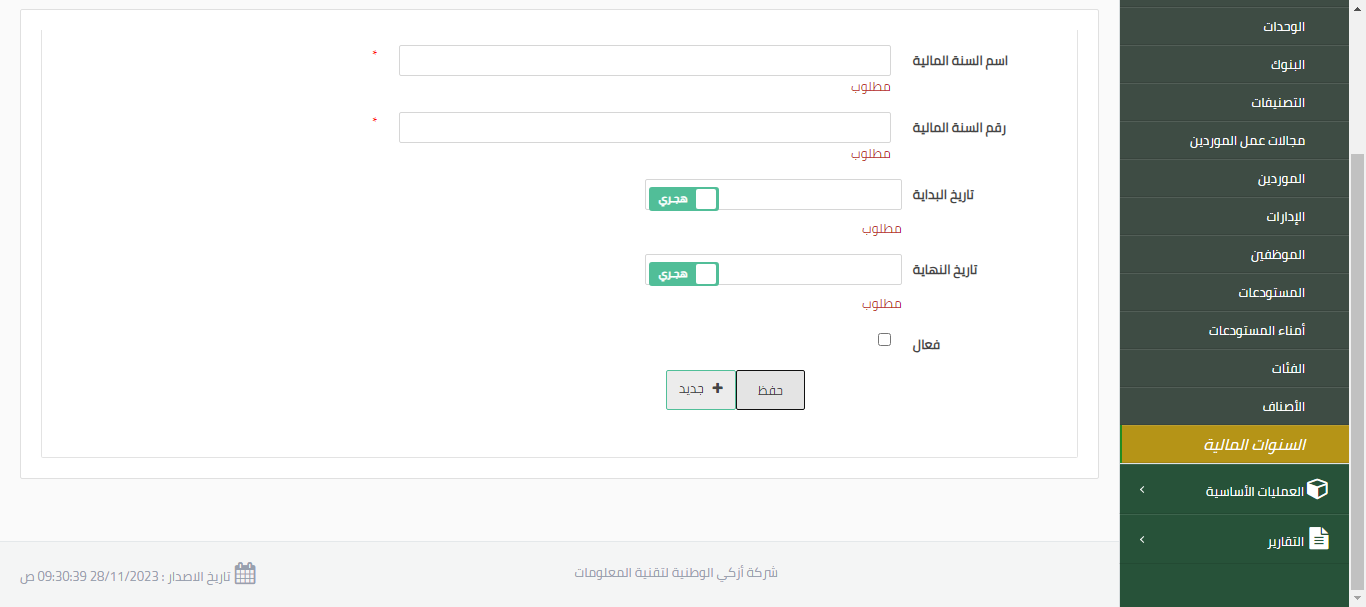 الوحدات
البنوك
التصنيفات
مجالات عمل الموردين
الموردين
الإدارات
الموظفين
المستودعات
أمناء المستودعات
الفئات
الأصناف
السنوات المالية
العمليات الأساسية
التقارير
اسم السنة المالية *
مطلوب
رقم السنة المالية *
مطلوب
تاريخ البداية هجري
مطلوب
تاريخ النهاية هجري
مطلوب
فعال
حفظ جديد
شركة أزكي الوطنية لتقنية المعلومات
تاريخ الاصدار : 28/11/2023 09:30:39 ص